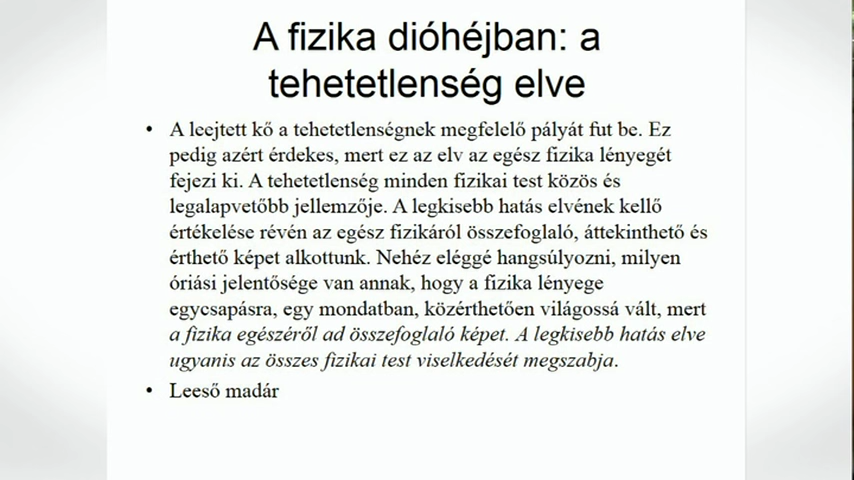 A fizika dióhéjban: a
tehetetlenség elve
• A leejtett kő a tehetetlenségnek megfelelő pályát fut be. Ez
pedig azért érdekes, mert ez az elv az egész fizika lényegét
fejezi ki. A tehetetlenség minden fizikai test közös és
legalapvetőbb jellemzője. A legkisebb hatás elvének kellő
értékelése révén az egész fizikáról összefoglaló, áttekinthető és
érthető képet alkottunk. Nehéz eléggé hangsúlyozni, milyen
óriási jelentősége van annak, hogy a fizika lényege
egycsapásra, egy mondatban, közérthetően világossá vált, mert
a fizika egészéről ad összefoglaló képet. A legkisebb hatás elve
ugyanis az összes fizikai test viselkedését megszabja.
• Leeső madár